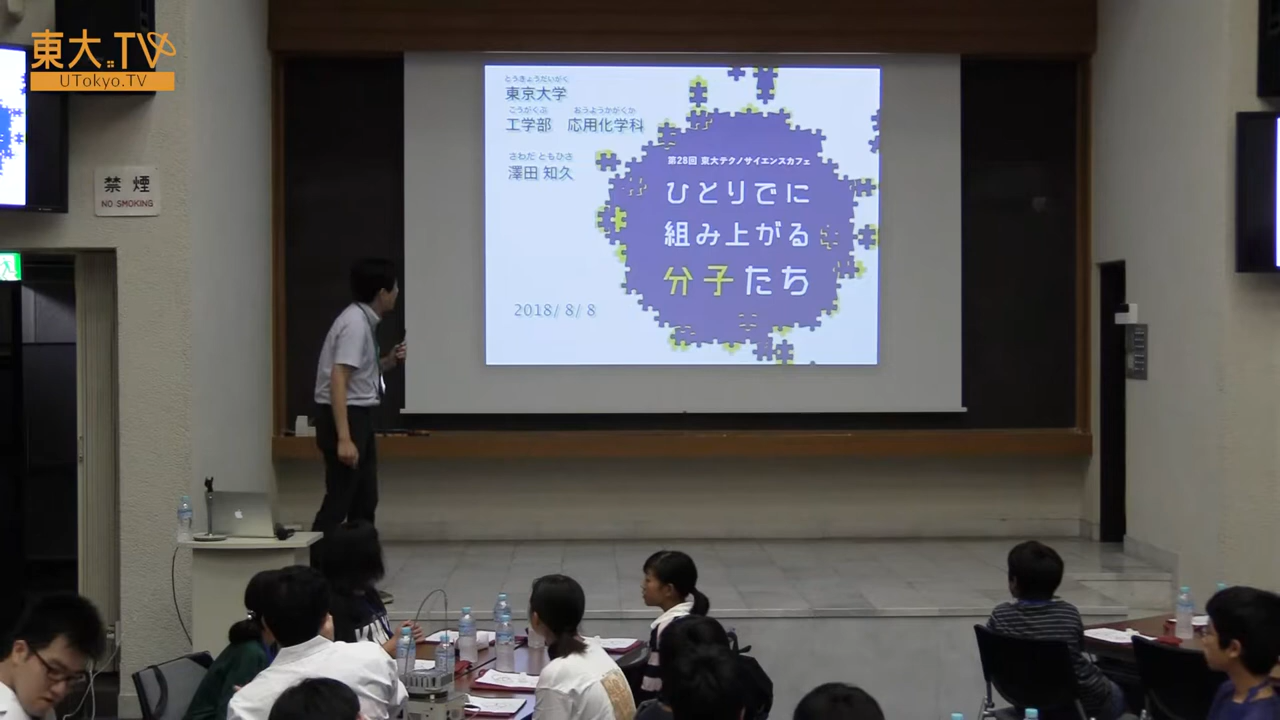 東大.TV
UTokyo.TV
禁煙
NO SMOKING
とうきょうだいがく
東京大学
こうがくぶ おうようかがくか
工学部 応用化学科
さわだ ともひさ
澤田 知久
2018/ 8/ 8
第28回 東大テクノサイエンスカフェ
ひとりでに
組み上がる
分子たち